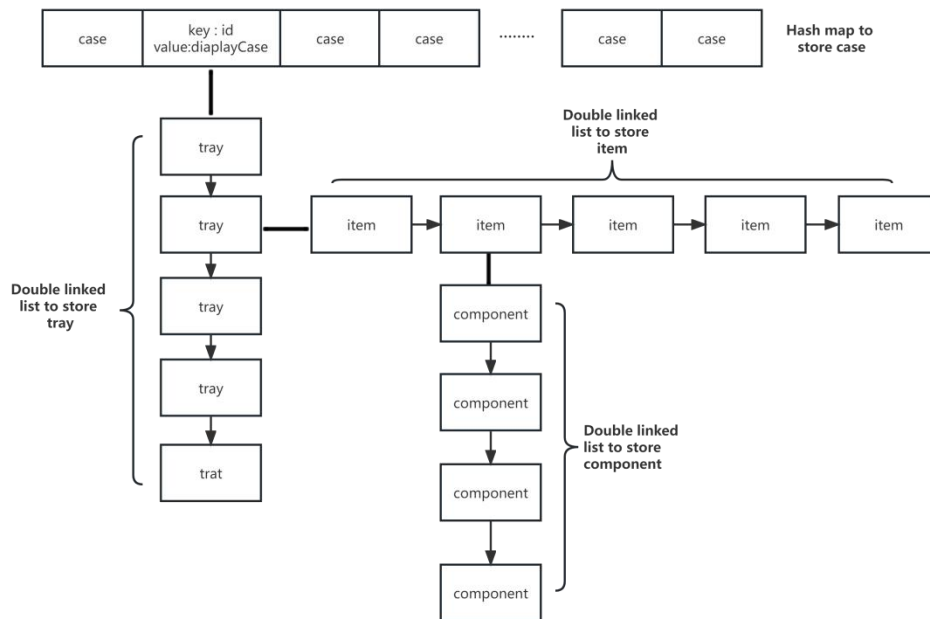 case
key : id
value:diaplayCase
case
case
........
case
case
Hash map to
store case
Double linked
list to store
item
tray
tray
item
item
item
item
item
Double linked
list to store
tray
tray
component
tray
component
Double linked
list to store
component
trat
component
component